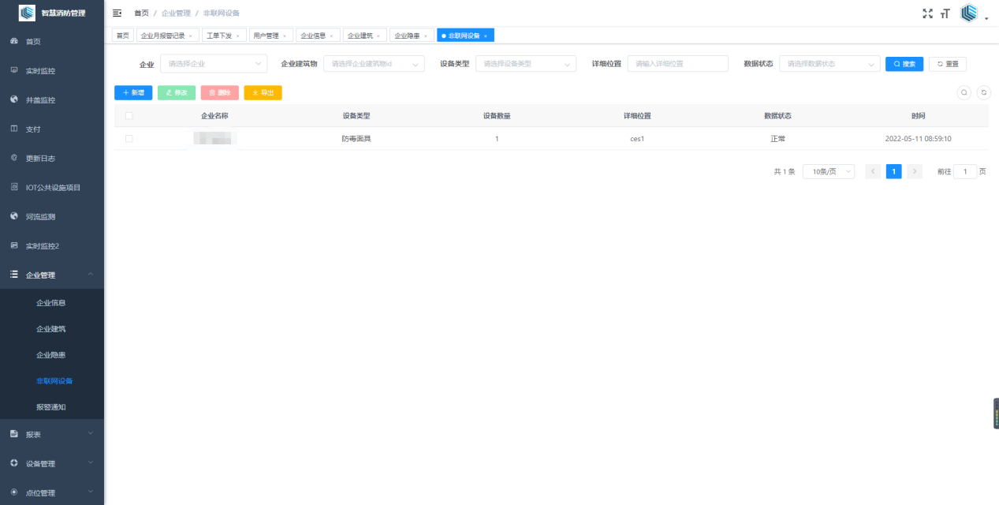 智慧消防管理
首页 / 企业管理 / 非联网设备
首页 企业月报警记录 × 工单下发 × 用户管理 × 企业信息 × 企业建筑 × 企业隐患 × 非联网设备 ×
首页
实时监控
井盖监控
支付
更新日志
IOT公共设施项目
河流监测
实时监控2
企业管理
企业信息
企业建筑
企业隐患
非联网设备
报警通知
报表
设备管理
点位管理
企业 请选择企业 企业建筑物 请选择企业建筑物id 设备类型 请选择设备类型 详细位置 请输入详细位置 数据状态 请选择数据状态 搜索 重置
+ 新增 修改 删除 导出
企业名称 设备类型 设备数量 详细位置 数据状态 时间
防毒面具 1 ces1 正常 2022-05-11 08:59:10
共 1 条 10条/页 < 1 > 前往 1 页